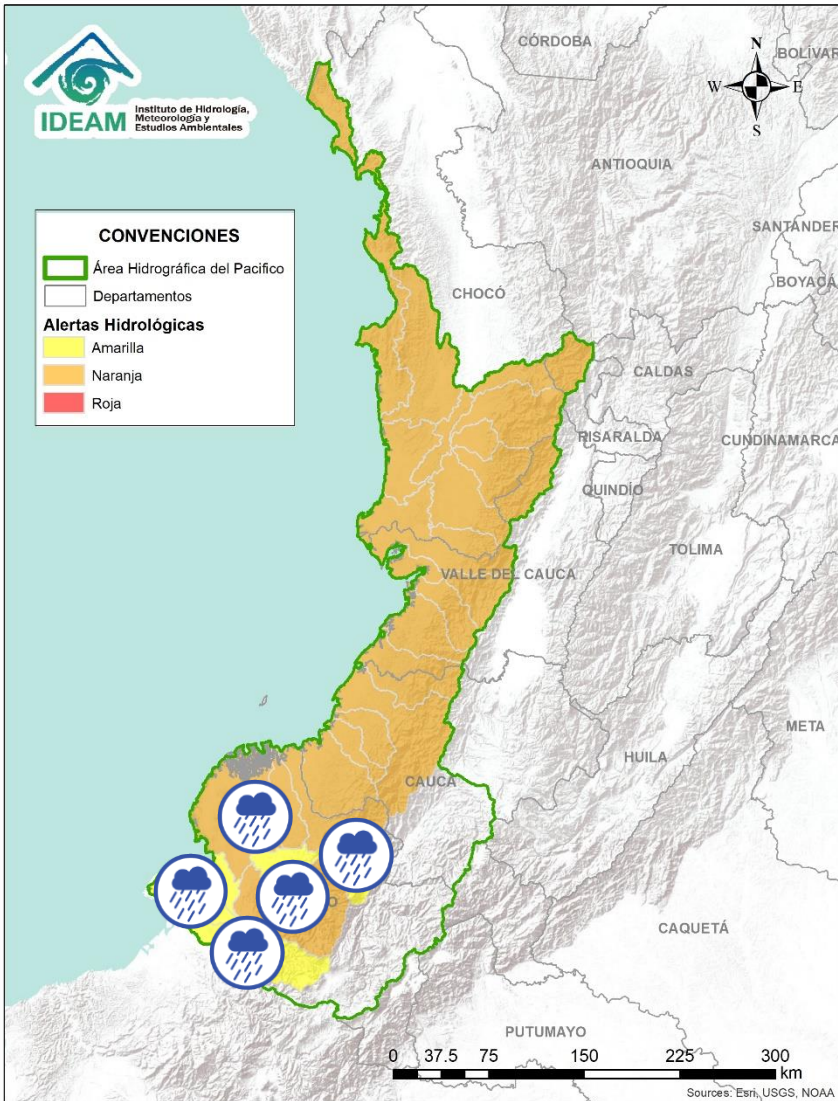 IDEAM
Instituto de Hidrología,
Meteorología y
Estudios Ambientales
N
W
E
S
CÓRDOBA
BOLÍVAR
ANTIOQUIA
SANTANDER
BOYACÁ
CONVENCIONES
Área Hidrográfica del Pacifico
Departamentos
Alertas Hidrológicas
Amarilla
Naranja
Roja
CHOCÓ
CALDAS
RISARALDA
CUNDINAMARCA
QUINDÍO
TOLIMA
VALLE DEL CAUCA
META
HUILA
CAUCA
CAQUETÁ
PUTUMAYO
0 37.5 75 150 225 300
km
Sources: Esri, USGS, NOAA